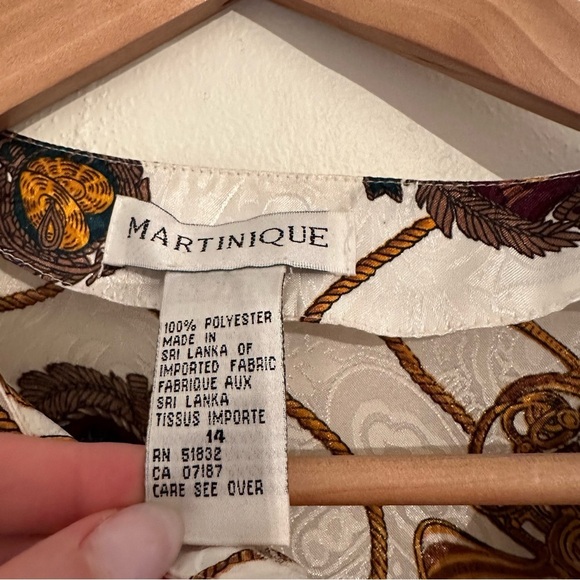 MARTINIQUE
100% POLYESTER
MADE IN
SRI LANKA OF
IMPORTED FABRIC
FABRIQUE AUX
SRI LANKA
TISSUS IMPORTE
14
RN 51832
CA 07187
CARE SEE OVER